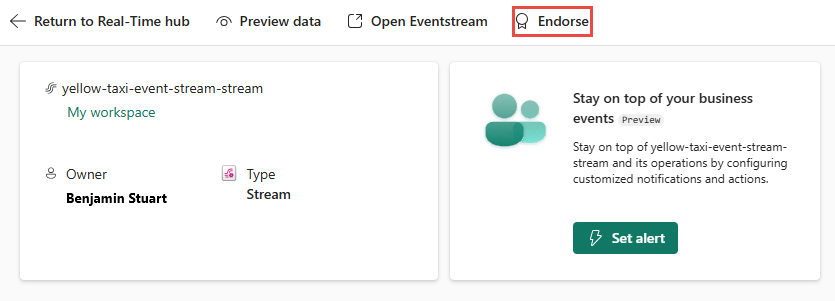 Return to Real-Time hub Preview data Open Eventstream Endorse
yellow-taxi-event-stream-stream
My workspace
Owner Type
Benjamin Stuart Stream
Stay on top of your business
events Preview
Stay on top of yellow-taxi-event-stream-
stream and its operations by configuring
customized notifications and actions.
Set alert